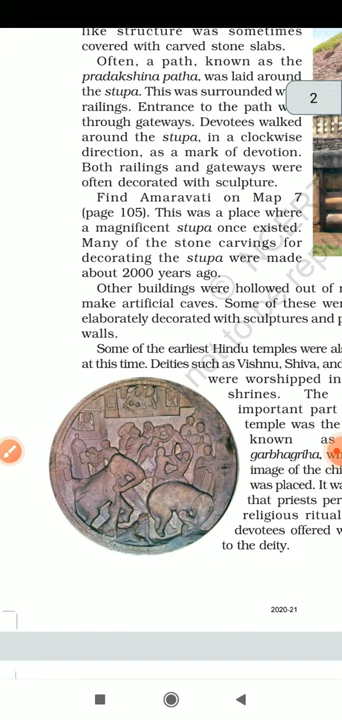 like structure was sometimes
covered with carved stone slabs.
Often, a path, known as the
pradakshina patha, was laid around
the stupa. This was surrounded
railings. Entrance to the path
through gateways. Devotees walked
around the stupa, in a clockwise
direction, as a mark of devotion.
Both railings and gateways were
often decorated with sculpture.
Find Amaravati on Map 7
(page 105). This was a place where
a magnificent stupa once existed.
Many of the stone carvings for
decorating the stupa were made
about 2000 years ago.
Other buildings were hollowed out of
make artificial caves. Some of these
elaborately decorated with sculptures and
walls.
Some of the earliest Hindu temples were
at this time. Deities such as Vishnu, Shiva, and
were worshipped in
shrines. The
important part
temple was the
known as
garbhagriha,
image of the
was placed. It
that priests
religious
devotees offered
to the deity.
2
© NCERT
not to be
2020-21